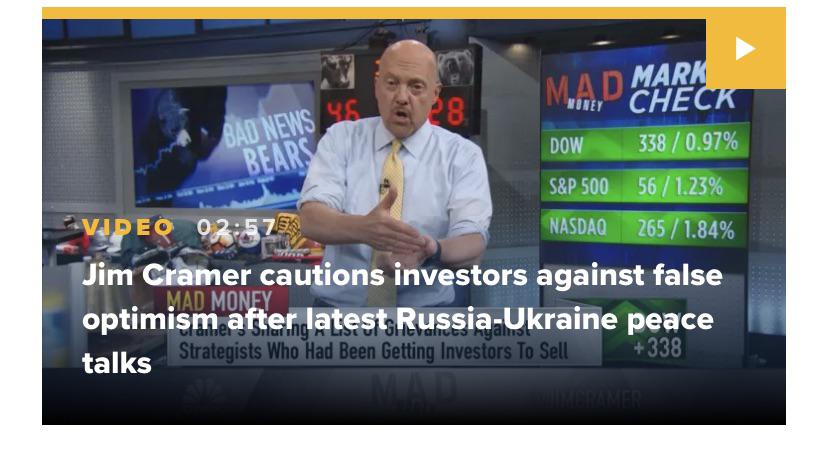 BAD NEWS
BEARS
46
28
MAD
MONEY
MARK
CHECK
DOW 338 / 0.97%
S&P 500 56 / 1.23%
NASDAQ 265 / 1.84%
VIDEO 02:57
Jim Cramer cautions investors against false
optimism after latest Russia-Ukraine peace
talks
MAD MONEY
Cramer's Sharing A List Of Grievances Against
Strategists Who Had Been Getting Investors To Sell
+338
MAD
JIMCRAMER